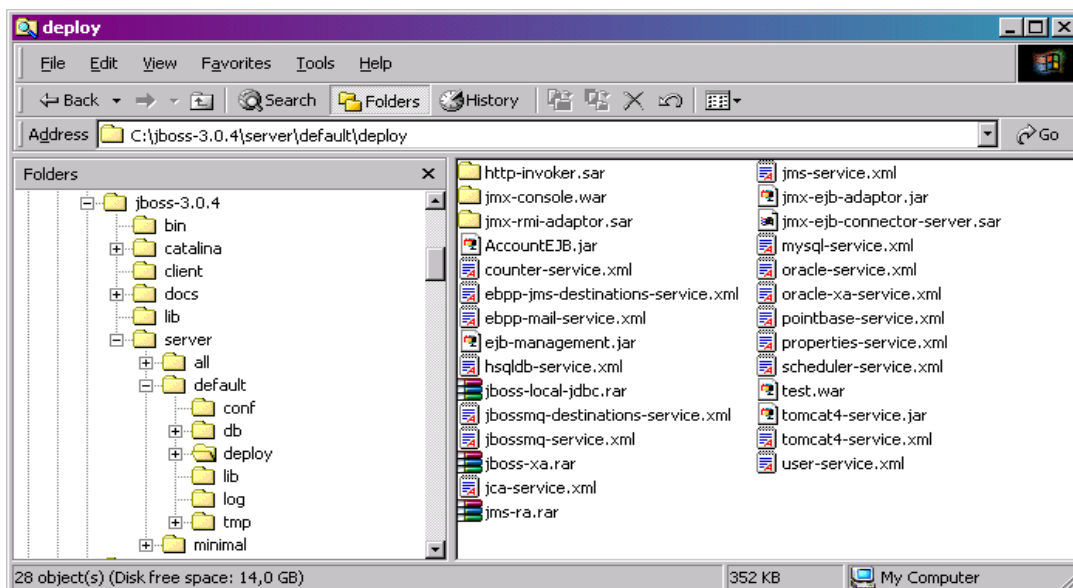 deploy
File Edit View Favorites Tools Help
Back Search Folders History
Address C:\jboss-3.0.4\server\default\deploy Go
Folders
jboss-3.0.4
bin
catalina
client
docs
lib
server
all
default
conf
db
deploy
lib
log
tmp
minimal
http-invoker.sar
jmx-console.war
jmx-rmi-adaptor.sar
AccountEJB.jar
counter-service.xml
ebpp-jms-destinations-service.xml
ebpp-mail-service.xml
ejb-management.jar
hsqldb-service.xml
jboss-local-jdbc.rar
jbossmq-destinations-service.xml
jbossmq-service.xml
jboss-xa.rar
jca-service.xml
jms-ra.rar
jms-service.xml
jmx-ejb-adaptor.jar
jmx-ejb-connector-server.sar
mysql-service.xml
oracle-service.xml
oracle-xa-service.xml
pointbase-service.xml
properties-service.xml
scheduler-service.xml
test.war
tomcat4-service.jar
tomcat4-service.xml
user-service.xml
28 object(s) (Disk free space: 14,0 GB) 352 KB My Computer